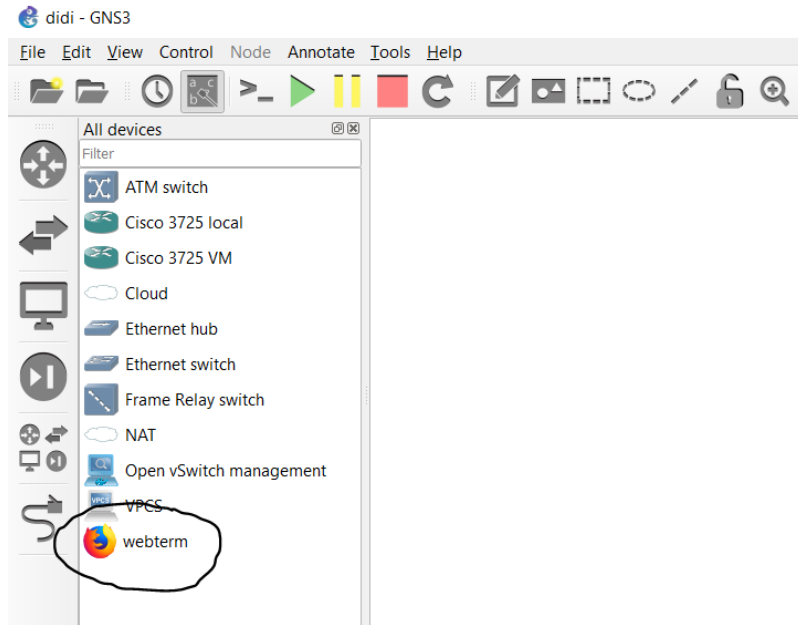 didi - GNS3
File Edit View Control Node Annotate Tools Help
All devices
Filter
ATM switch
Cisco 3725 local
Cisco 3725 VM
Cloud
Ethernet hub
Ethernet switch
Frame Relay switch
NAT
Open vSwitch management
VPCS
webterm